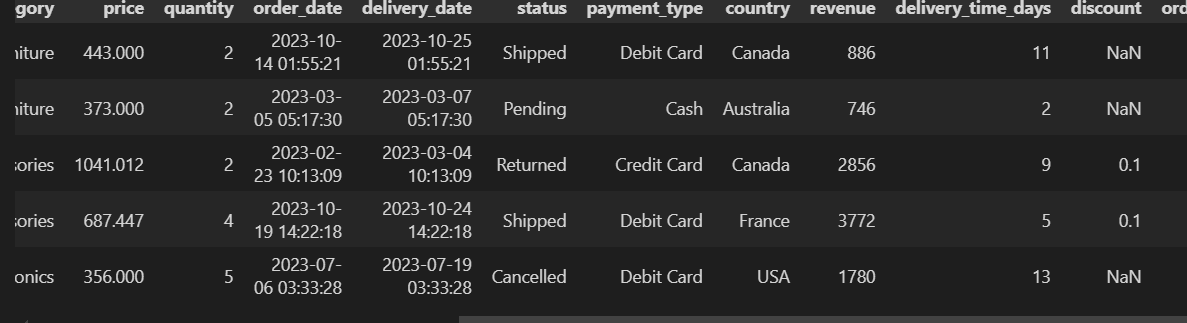 gory price quantity order_date delivery_date status payment_type country revenue delivery_time_days discount ord
niture 443.000 2 2023-10-14 01:55:21 2023-10-25 01:55:21 Shipped Debit Card Canada 886 11 NaN
niture 373.000 2 2023-03-05 05:17:30 2023-03-07 05:17:30 Pending Cash Australia 746 2 NaN
sories 1041.012 2 2023-02-23 10:13:09 2023-03-04 10:13:09 Returned Credit Card Canada 2856 9 0.1
sories 687.447 4 2023-10-19 14:22:18 2023-10-24 14:22:18 Shipped Debit Card France 3772 5 0.1
onics 356.000 5 2023-07-06 03:33:28 2023-07-19 03:33:28 Cancelled Debit Card USA 1780 13 NaN